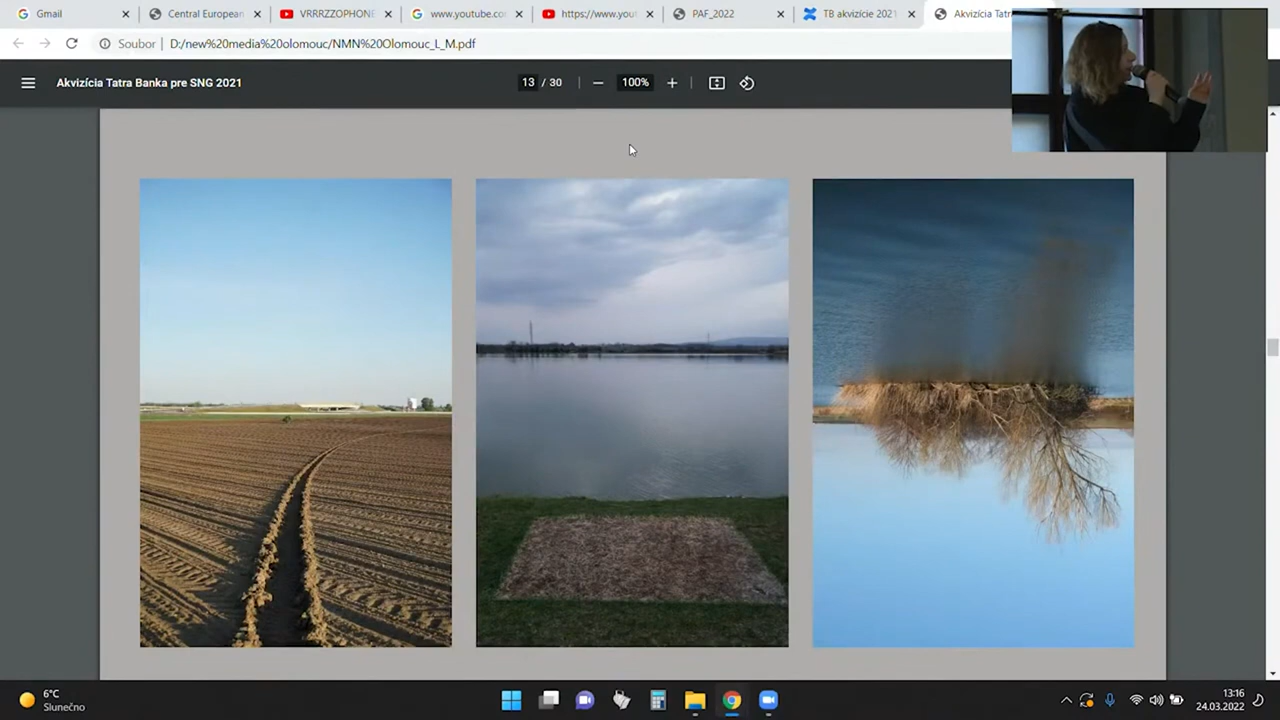 Gmail
Central European
VRRRZZOPHONE
www.youtube.co
https://www.you
PAF_2022
TB akvizície 2021
Akvizícia Tatr
Soubor
D:/new%20media%20olomouc/NMN%20Olomouc_L_M.pdf
Akvizícia Tatra Banka pre SNG 2021
13 / 30
100%
6°C
Slunečno
13:16
24.03.2022